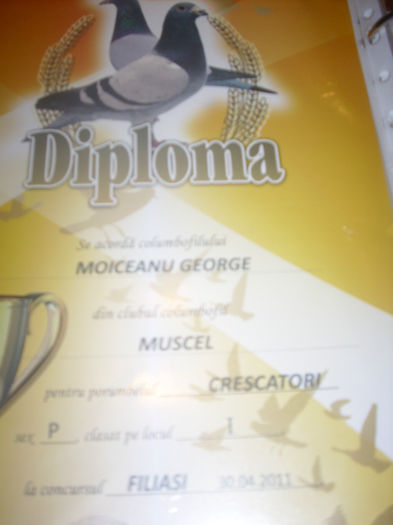 Diploma
Se acordă columbofilului
MOICEANU GEORGE
din clubul columbofil
MUSCEL
pentru porumbelul CRESCATORI
sex P, clasat pe locul I
la concursul FILIASI 30.04.2011